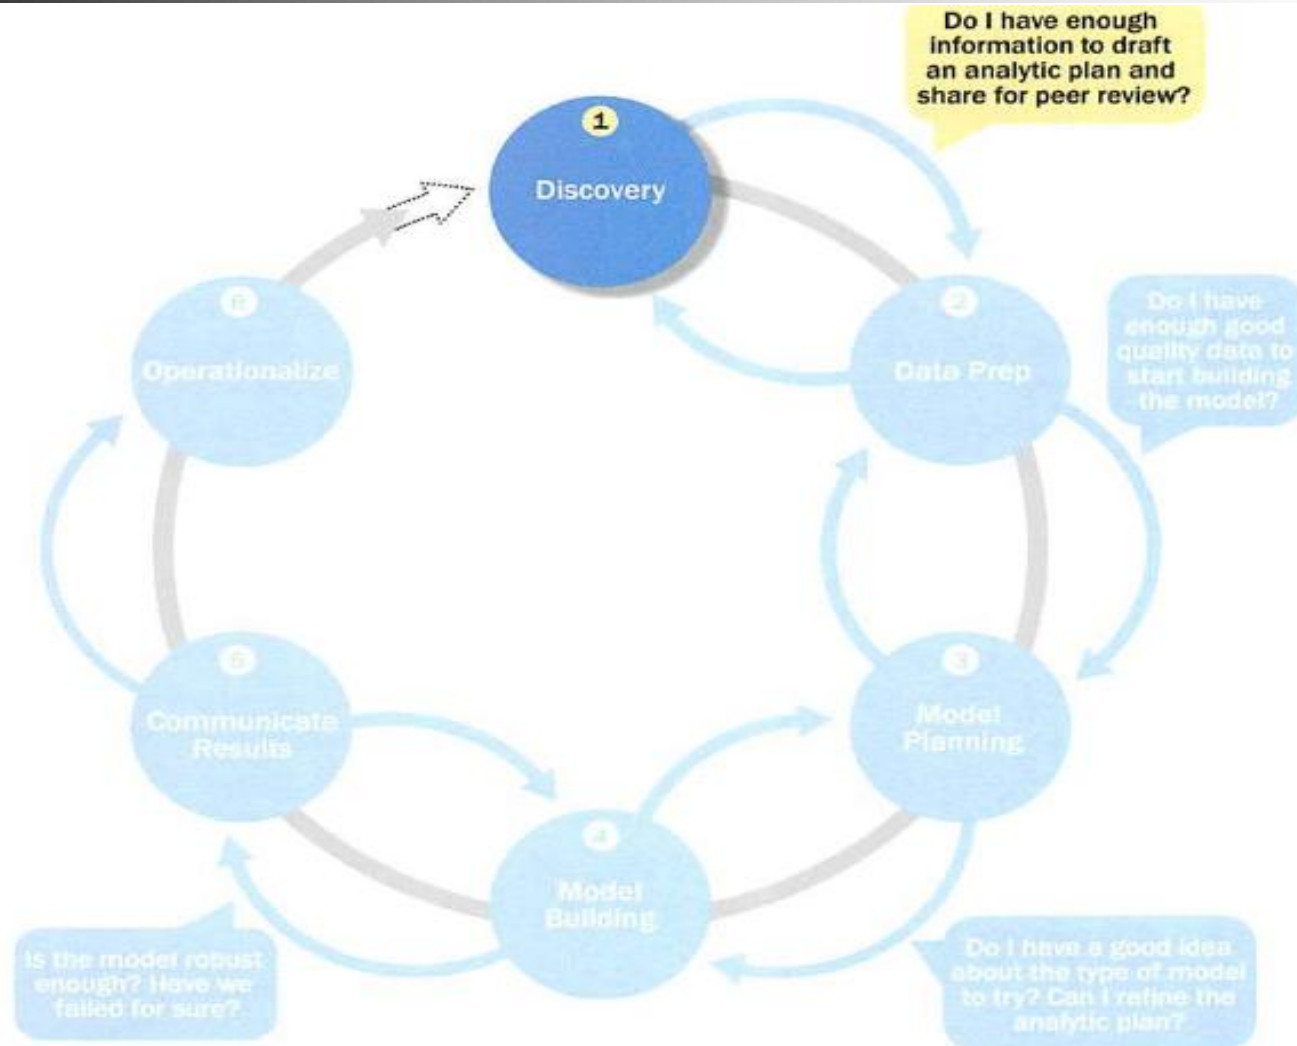 Do I have enough
information to draft
an analytic plan and
share for peer review?
1
Discovery
2
Data Prep
Do I have
enough good
quality data to
start building
the model?
3
Model
Planning
Do I have a good idea
about the type of model
to try? Can I refine the
analytic plan?
4
Model
Building
Is the model robust
enough? Have we
failed for sure?
5
Communicate
Results
6
Operationalize